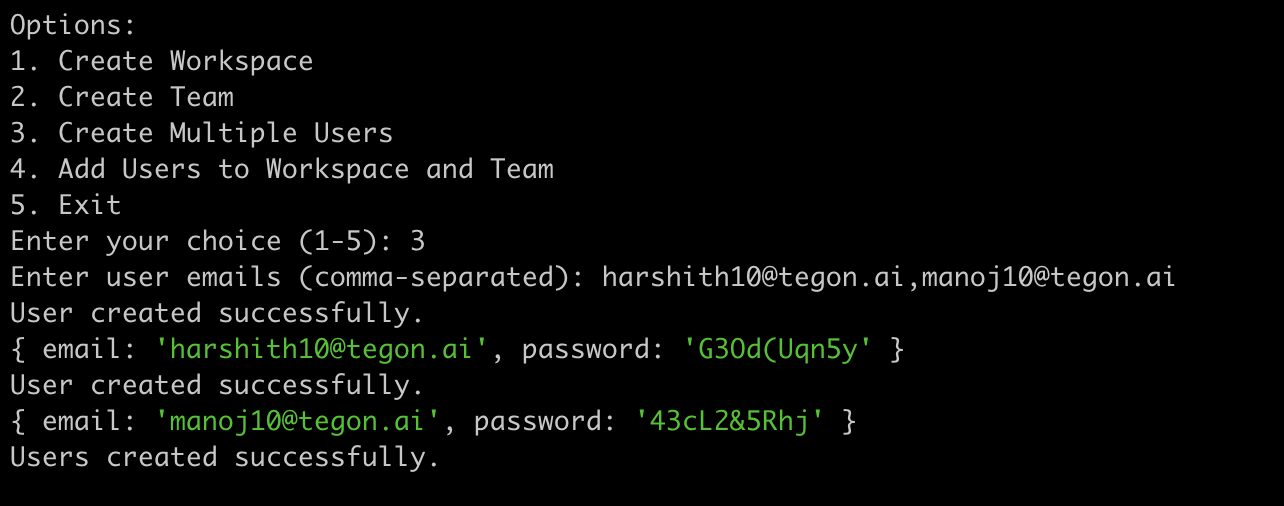 Options:
1. Create Workspace
2. Create Team
3. Create Multiple Users
4. Add Users to Workspace and Team
5. Exit
Enter your choice (1-5): 3
Enter user emails (comma-separated): harshith10@tegon.ai,manoj10@tegon.ai
User created successfully.
{ email: 'harshith10@tegon.ai', password: 'G3Od(Uqn5y' }
User created successfully.
{ email: 'manoj10@tegon.ai', password: '43cL2&5Rhj' }
Users created successfully.